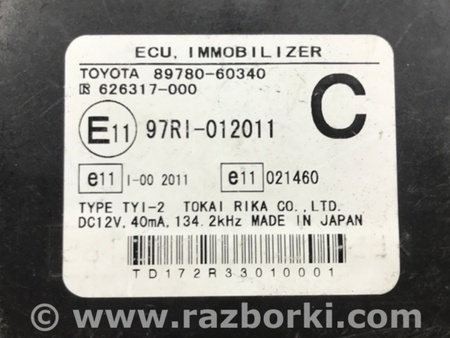 ECU, IMMOBILIZER
TOYOTA 89780-60340
R 626317-000
C
E11 97RI-012011
e11 I-00 2011 e11 021460
TYPE TYI-2 TOKAI RIKA CO.,LTD.
DC12V, 40mA, 134.2kHz MADE IN JAPAN
TD172R33010001
© www.razborki.com